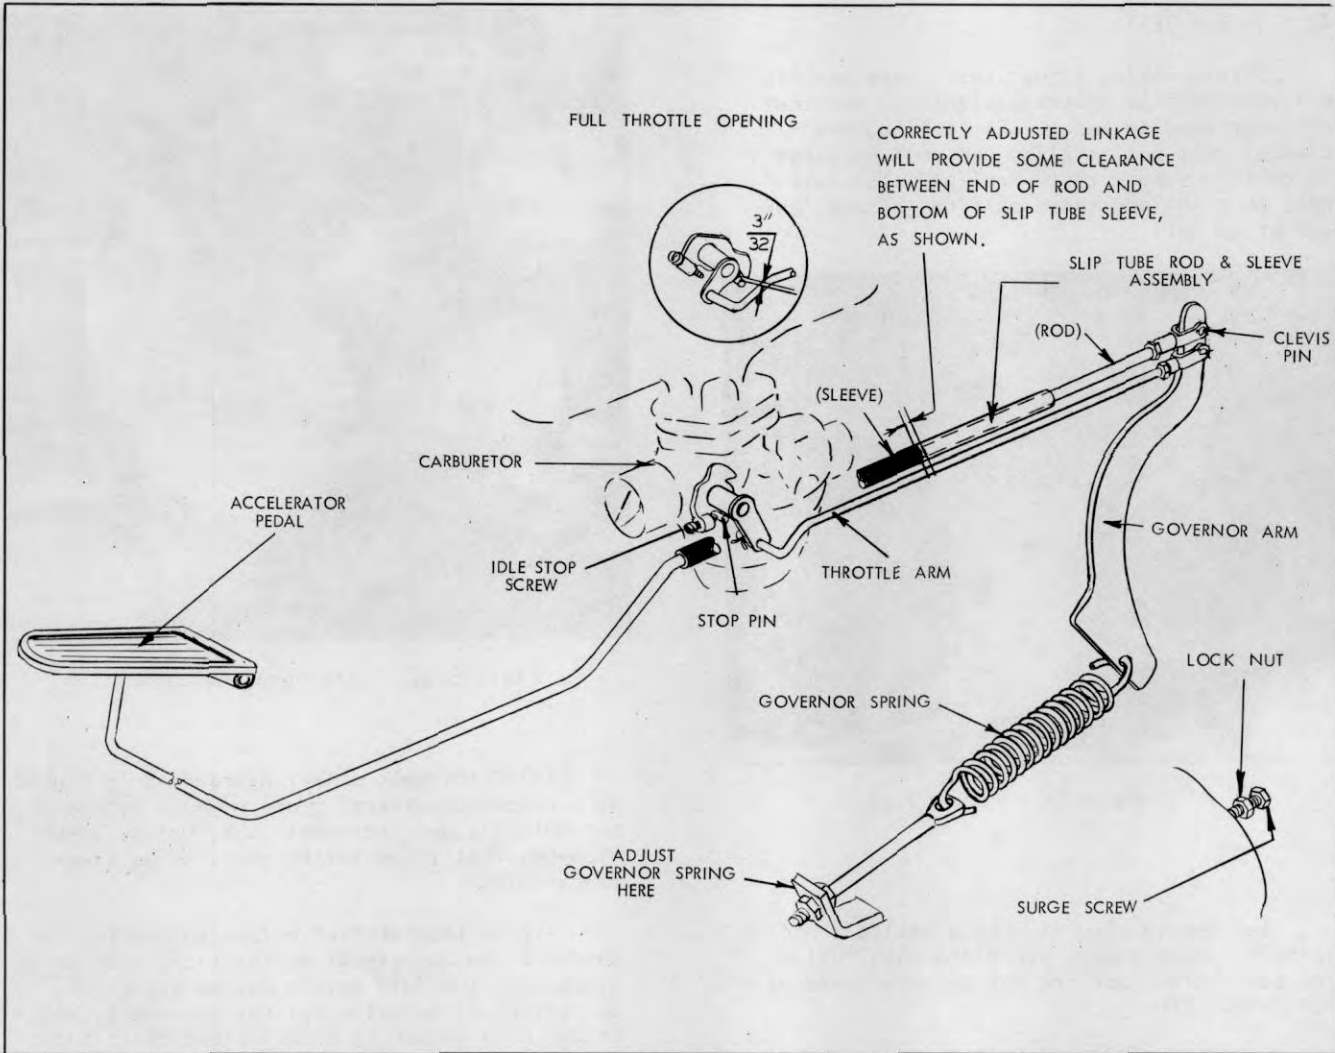 FULL THROTTLE OPENING
3"
32
CORRECTLY ADJUSTED LINKAGE
WILL PROVIDE SOME CLEARANCE
BETWEEN END OF ROD AND
BOTTOM OF SLIP TUBE SLEEVE,
AS SHOWN.
SLIP TUBE ROD & SLEEVE
ASSEMBLY
(ROD)
CLEVIS
PIN
(SLEEVE)
CARBURETOR
ACCELERATOR
PEDAL
GOVERNOR ARM
IDLE STOP
SCREW
THROTTLE ARM
STOP PIN
LOCK NUT
GOVERNOR SPRING
ADJUST
GOVERNOR SPRING
HERE
SURGE SCREW